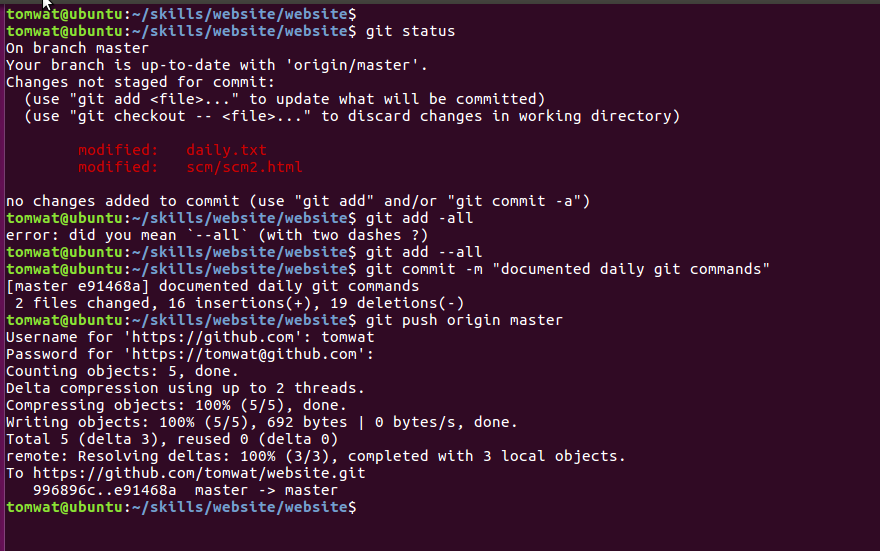 tomwat@ubuntu:~/skills/website/website$
tomwat@ubuntu:~/skills/website/website$ git status
On branch master
Your branch is up-to-date with 'origin/master'.
Changes not staged for commit:
  (use "git add <file>..." to update what will be committed)
  (use "git checkout -- <file>..." to discard changes in working directory)

        modified:   daily.txt
        modified:   scm/scm2.html

no changes added to commit (use "git add" and/or "git commit -a")
tomwat@ubuntu:~/skills/website/website$ git add -all
error: did you mean `--all` (with two dashes ?)
tomwat@ubuntu:~/skills/website/website$ git add --all
tomwat@ubuntu:~/skills/website/website$ git commit -m "documented daily git commands"
[master e91468a] documented daily git commands
 2 files changed, 16 insertions(+), 19 deletions(-)
tomwat@ubuntu:~/skills/website/website$ git push origin master
Username for 'https://github.com': tomwat
Password for 'https://tomwat@github.com':
Counting objects: 5, done.
Delta compression using up to 2 threads.
Compressing objects: 100% (5/5), done.
Writing objects: 100% (5/5), 692 bytes | 0 bytes/s, done.
Total 5 (delta 3), reused 0 (delta 0)
remote: Resolving deltas: 100% (3/3), completed with 3 local objects.
To https://github.com/tomwat/website.git
   996896c..e91468a  master -> master
tomwat@ubuntu:~/skills/website/website$